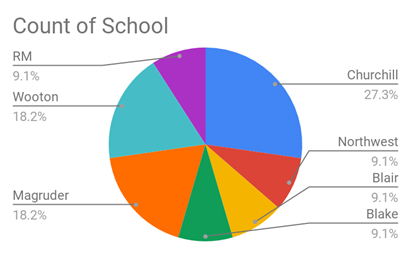 Count of School
RM
9.1%
Wooton
18.2%
Magruder
18.2%
Churchill
27.3%
Northwest
9.1%
Blair
9.1%
Blake
9.1%